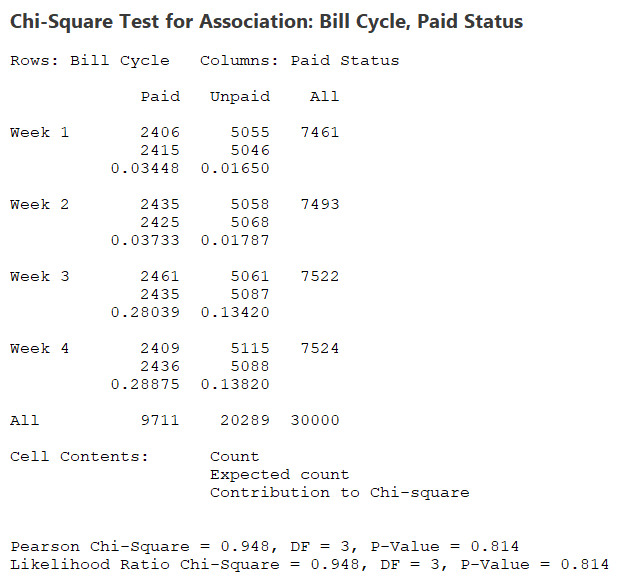 Chi-Square Test for Association: Bill Cycle, Paid Status
Rows: Bill Cycle Columns: Paid Status
Paid Unpaid All
Week 1 2406 5055 7461
2415 5046
0.03448 0.01650
Week 2 2435 5058 7493
2425 5068
0.03733 0.01787
Week 3 2461 5061 7522
2435 5087
0.28039 0.13420
Week 4 2409 5115 7524
2436 5088
0.28875 0.13820
All 9711 20289 30000
Cell Contents: Count
Expected count
Contribution to Chi-square
Pearson Chi-Square = 0.948, DF = 3, P-Value = 0.814
Likelihood Ratio Chi-Square = 0.948, DF = 3, P-Value = 0.814